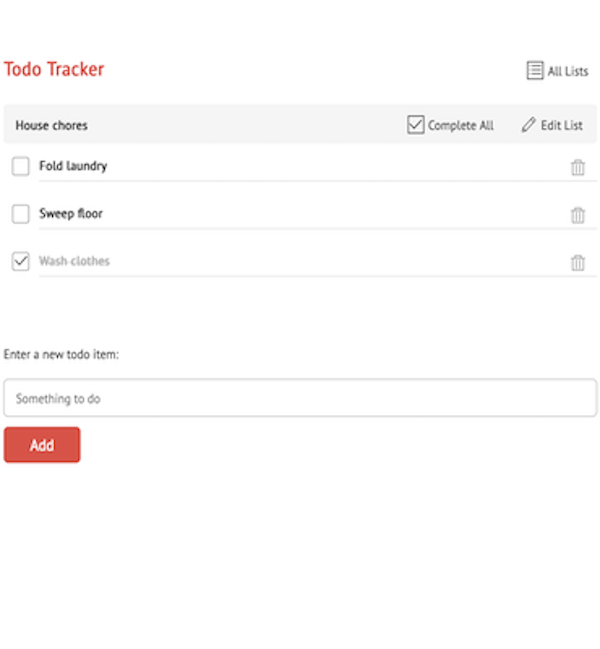 Todo Tracker All Lists
House chores Complete All Edit List
Fold laundry
Sweep floor
Wash clothes
Enter a new todo item:
Something to do
Add